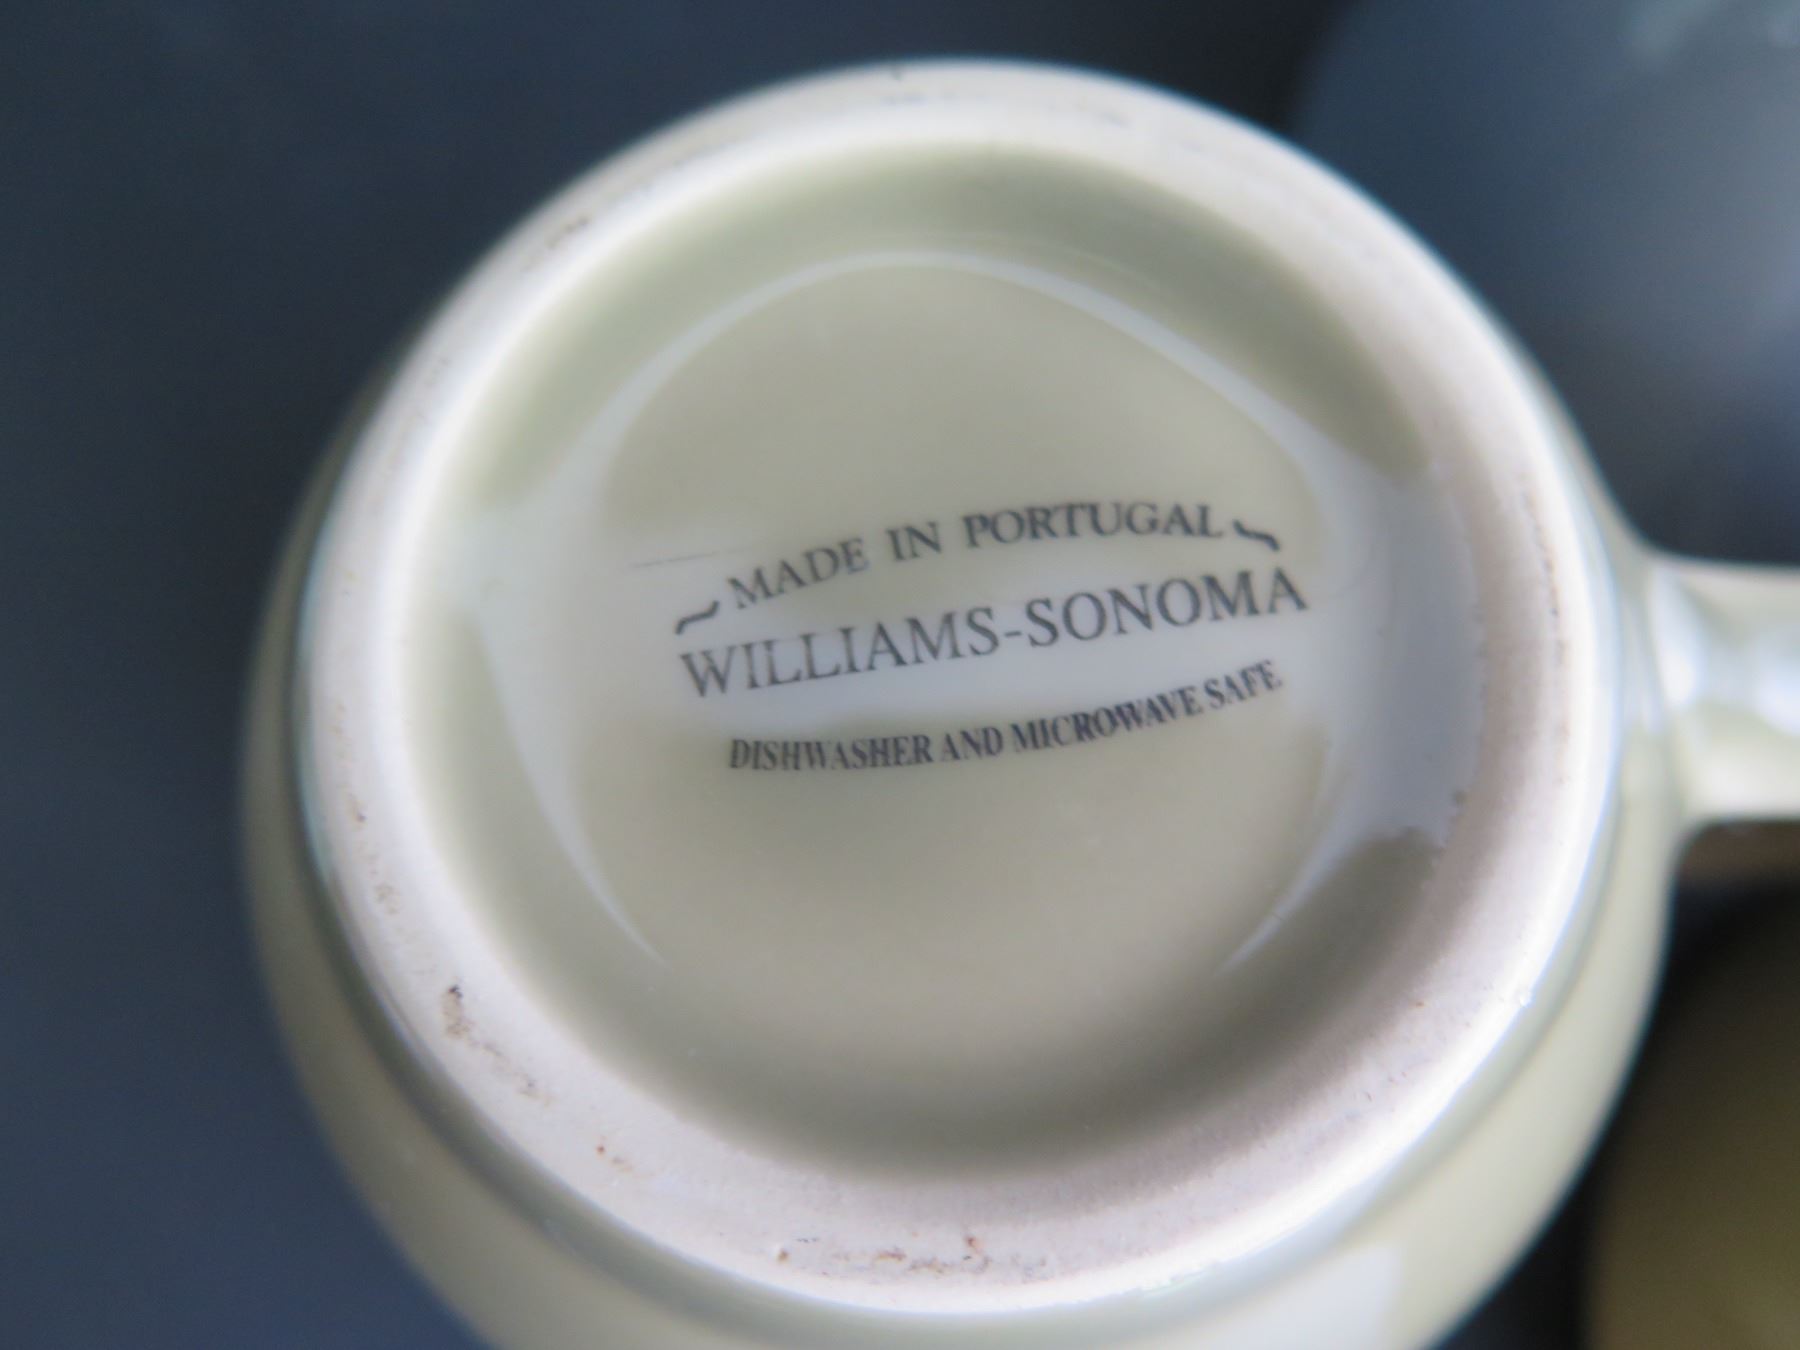 MADE IN PORTUGAL
WILLIAMS-SONOMA
DISHWASHER AND MICROWAVE SAFE